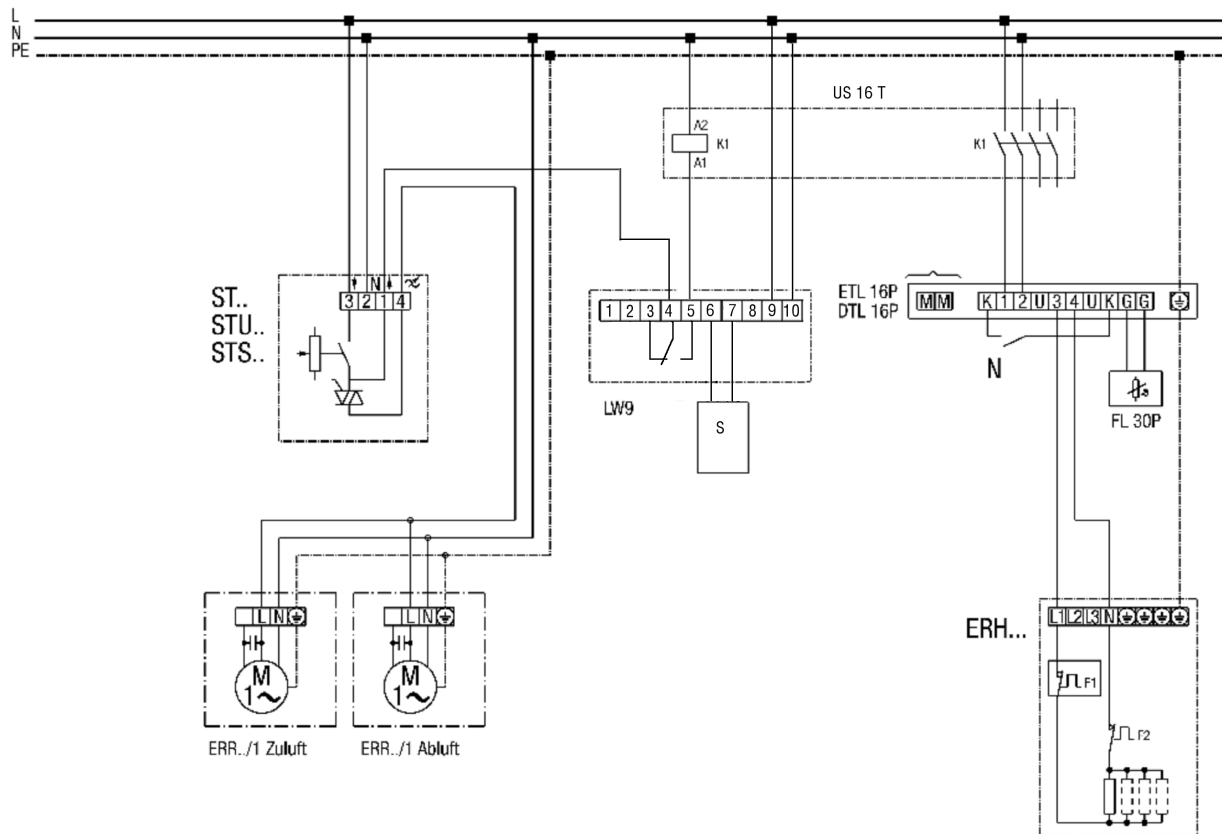 L
N
PE
US 16 T
A2
K1
A1
K1
ST..
STU..
STS..
N
3 2 1 4
1 2 3 4 5 6 7 8 9 10
LW9
S
ETL 16P
DTL 16P
M M K 1 2 U 3 4 U K G G
N
FL 30P
L N
M
1~
ERR../1 Zuluft
L N
M
1~
ERR../1 Abluft
ERH...
L1 L2 L3 N
F1
F2